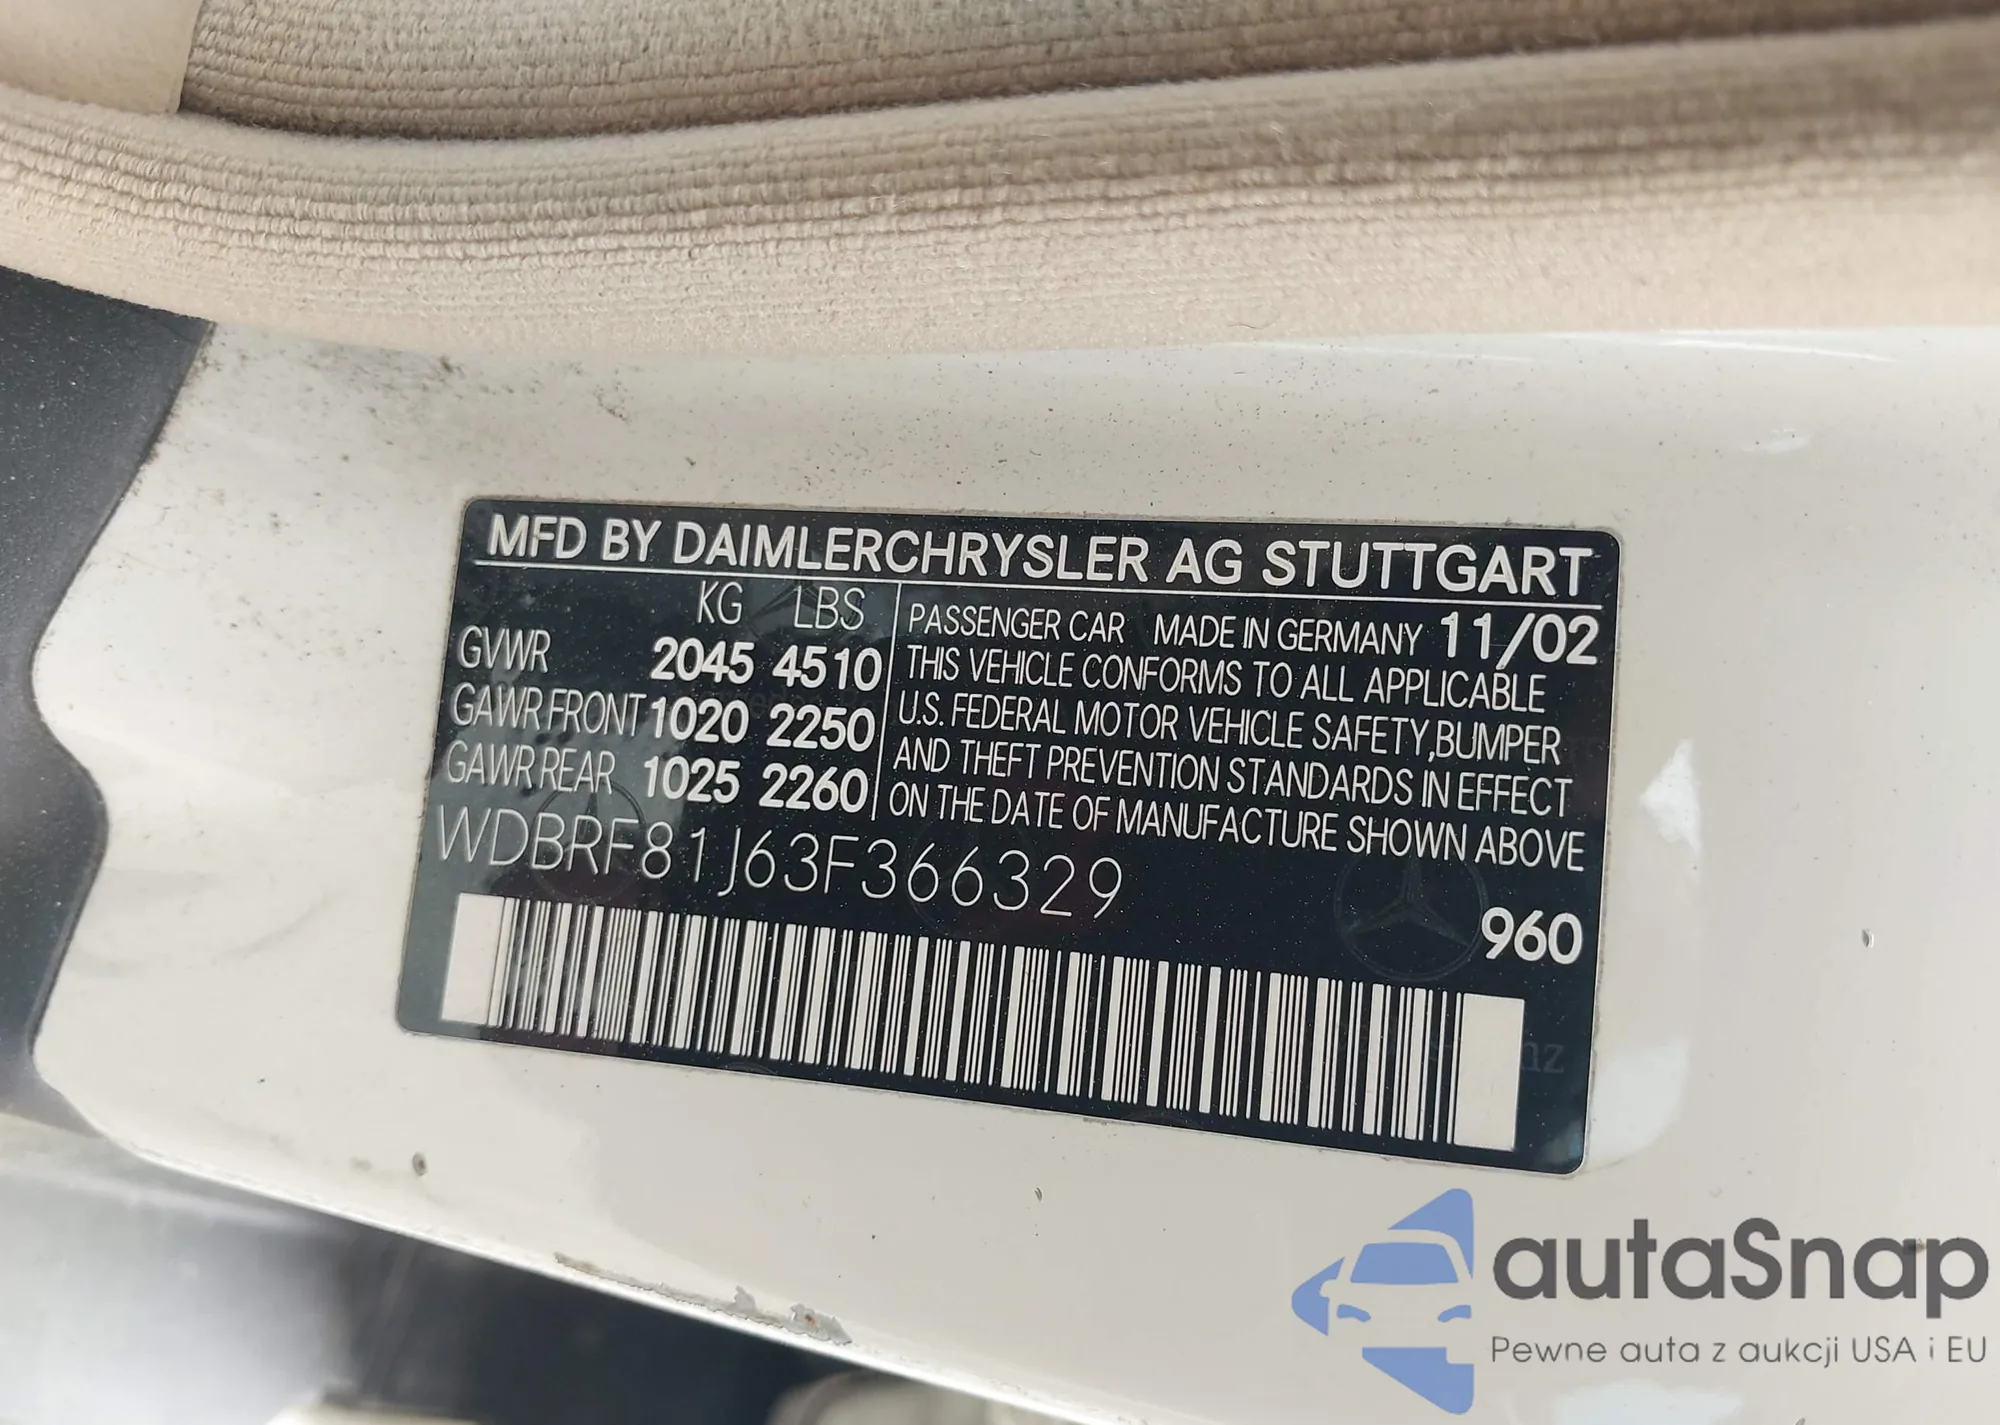 MFD BY DAIMLERCHRYSLER AG STUTTGART
KG LBS
GVWR 2045 4510
GAWR FRONT 1020 2250
GAWR REAR 1025 2260
PASSENGER CAR MADE IN GERMANY 11/02
THIS VEHICLE CONFORMS TO ALL APPLICABLE
U.S. FEDERAL MOTOR VEHICLE SAFETY,BUMPER
AND THEFT PREVENTION STANDARDS IN EFFECT
ON THE DATE OF MANUFACTURE SHOWN ABOVE
WDBRF81J63F366329
960
autaSnap
Pewne auta z aukcji USA i EU